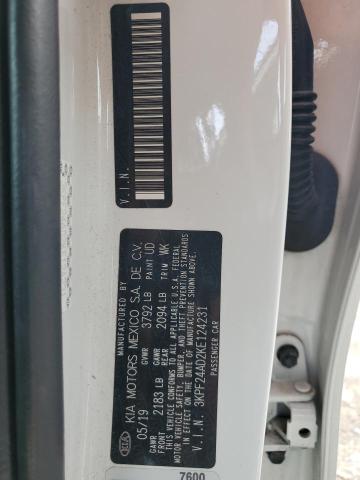 V.I.N.
MANUFACTURED BY
KIA
KIA MOTORS MEXICO S.A. DE C.V.
05/19 GVWR 3792 LB PAINT UD
GAWR FRONT 2183 LB GAWR REAR 2094 LB TRIM WK
THIS VEHICLE CONFORMS TO ALL APPLICABLE U.S.A. FEDERAL
MOTOR VEHICLE SAFETY, BUMPER, AND THEFT PREVENTION STANDARDS
IN EFFECT ON THE DATE OF MANUFACTURE SHOWN ABOVE.
V.I.N. 3KPF24AD2KE124231
PASSENGER CAR
7600